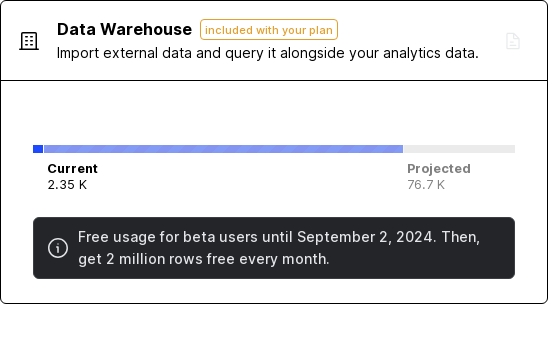 Data Warehouse included with your plan
Import external data and query it alongside your analytics data.
Current Projected
2.35 K 76.7 K
Free usage for beta users until September 2, 2024. Then,
get 2 million rows free every month.